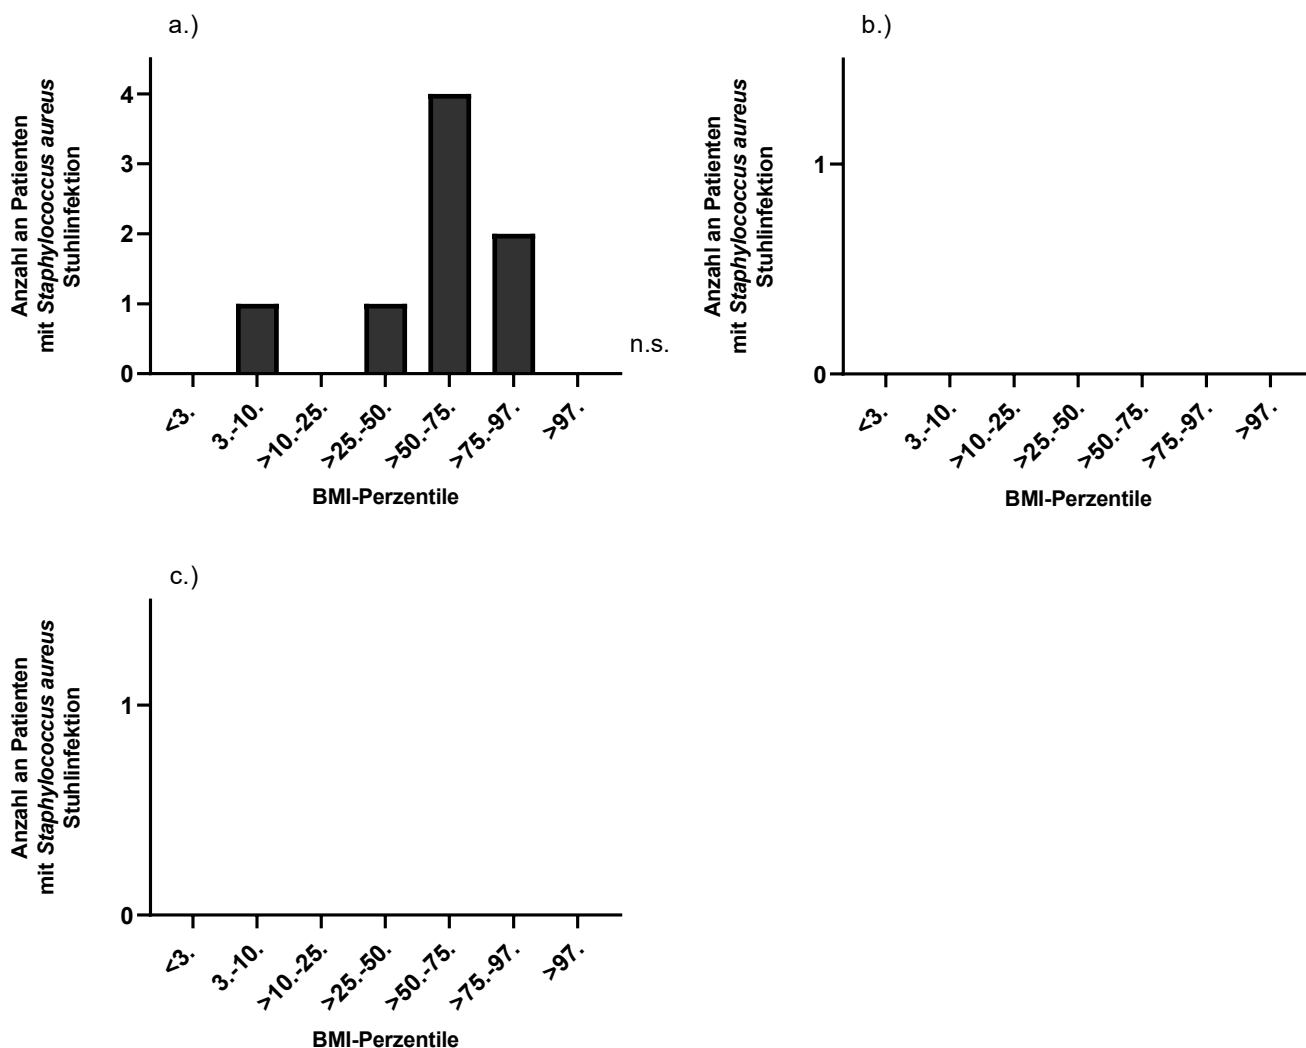 a.)
Anzahl an Patienten
mit Staphylococcus aureus
Stuhlinfektion
4
3
2
1
0
<3.
3.-10.
>10.-25.
>25.-50.
>50.-75.
>75.-97.
>97.
BMI-Perzentile
n.s.
b.)
Anzahl an Patienten
mit Staphylococcus aureus
Stuhlinfektion
1
0
<3.
3.-10.
>10.-25.
>25.-50.
>50.-75.
>75.-97.
>97.
BMI-Perzentile
c.)
Anzahl an Patienten
mit Staphylococcus aureus
Stuhlinfektion
1
0
<3.
3.-10.
>10.-25.
>25.-50.
>50.-75.
>75.-97.
>97.
BMI-Perzentile